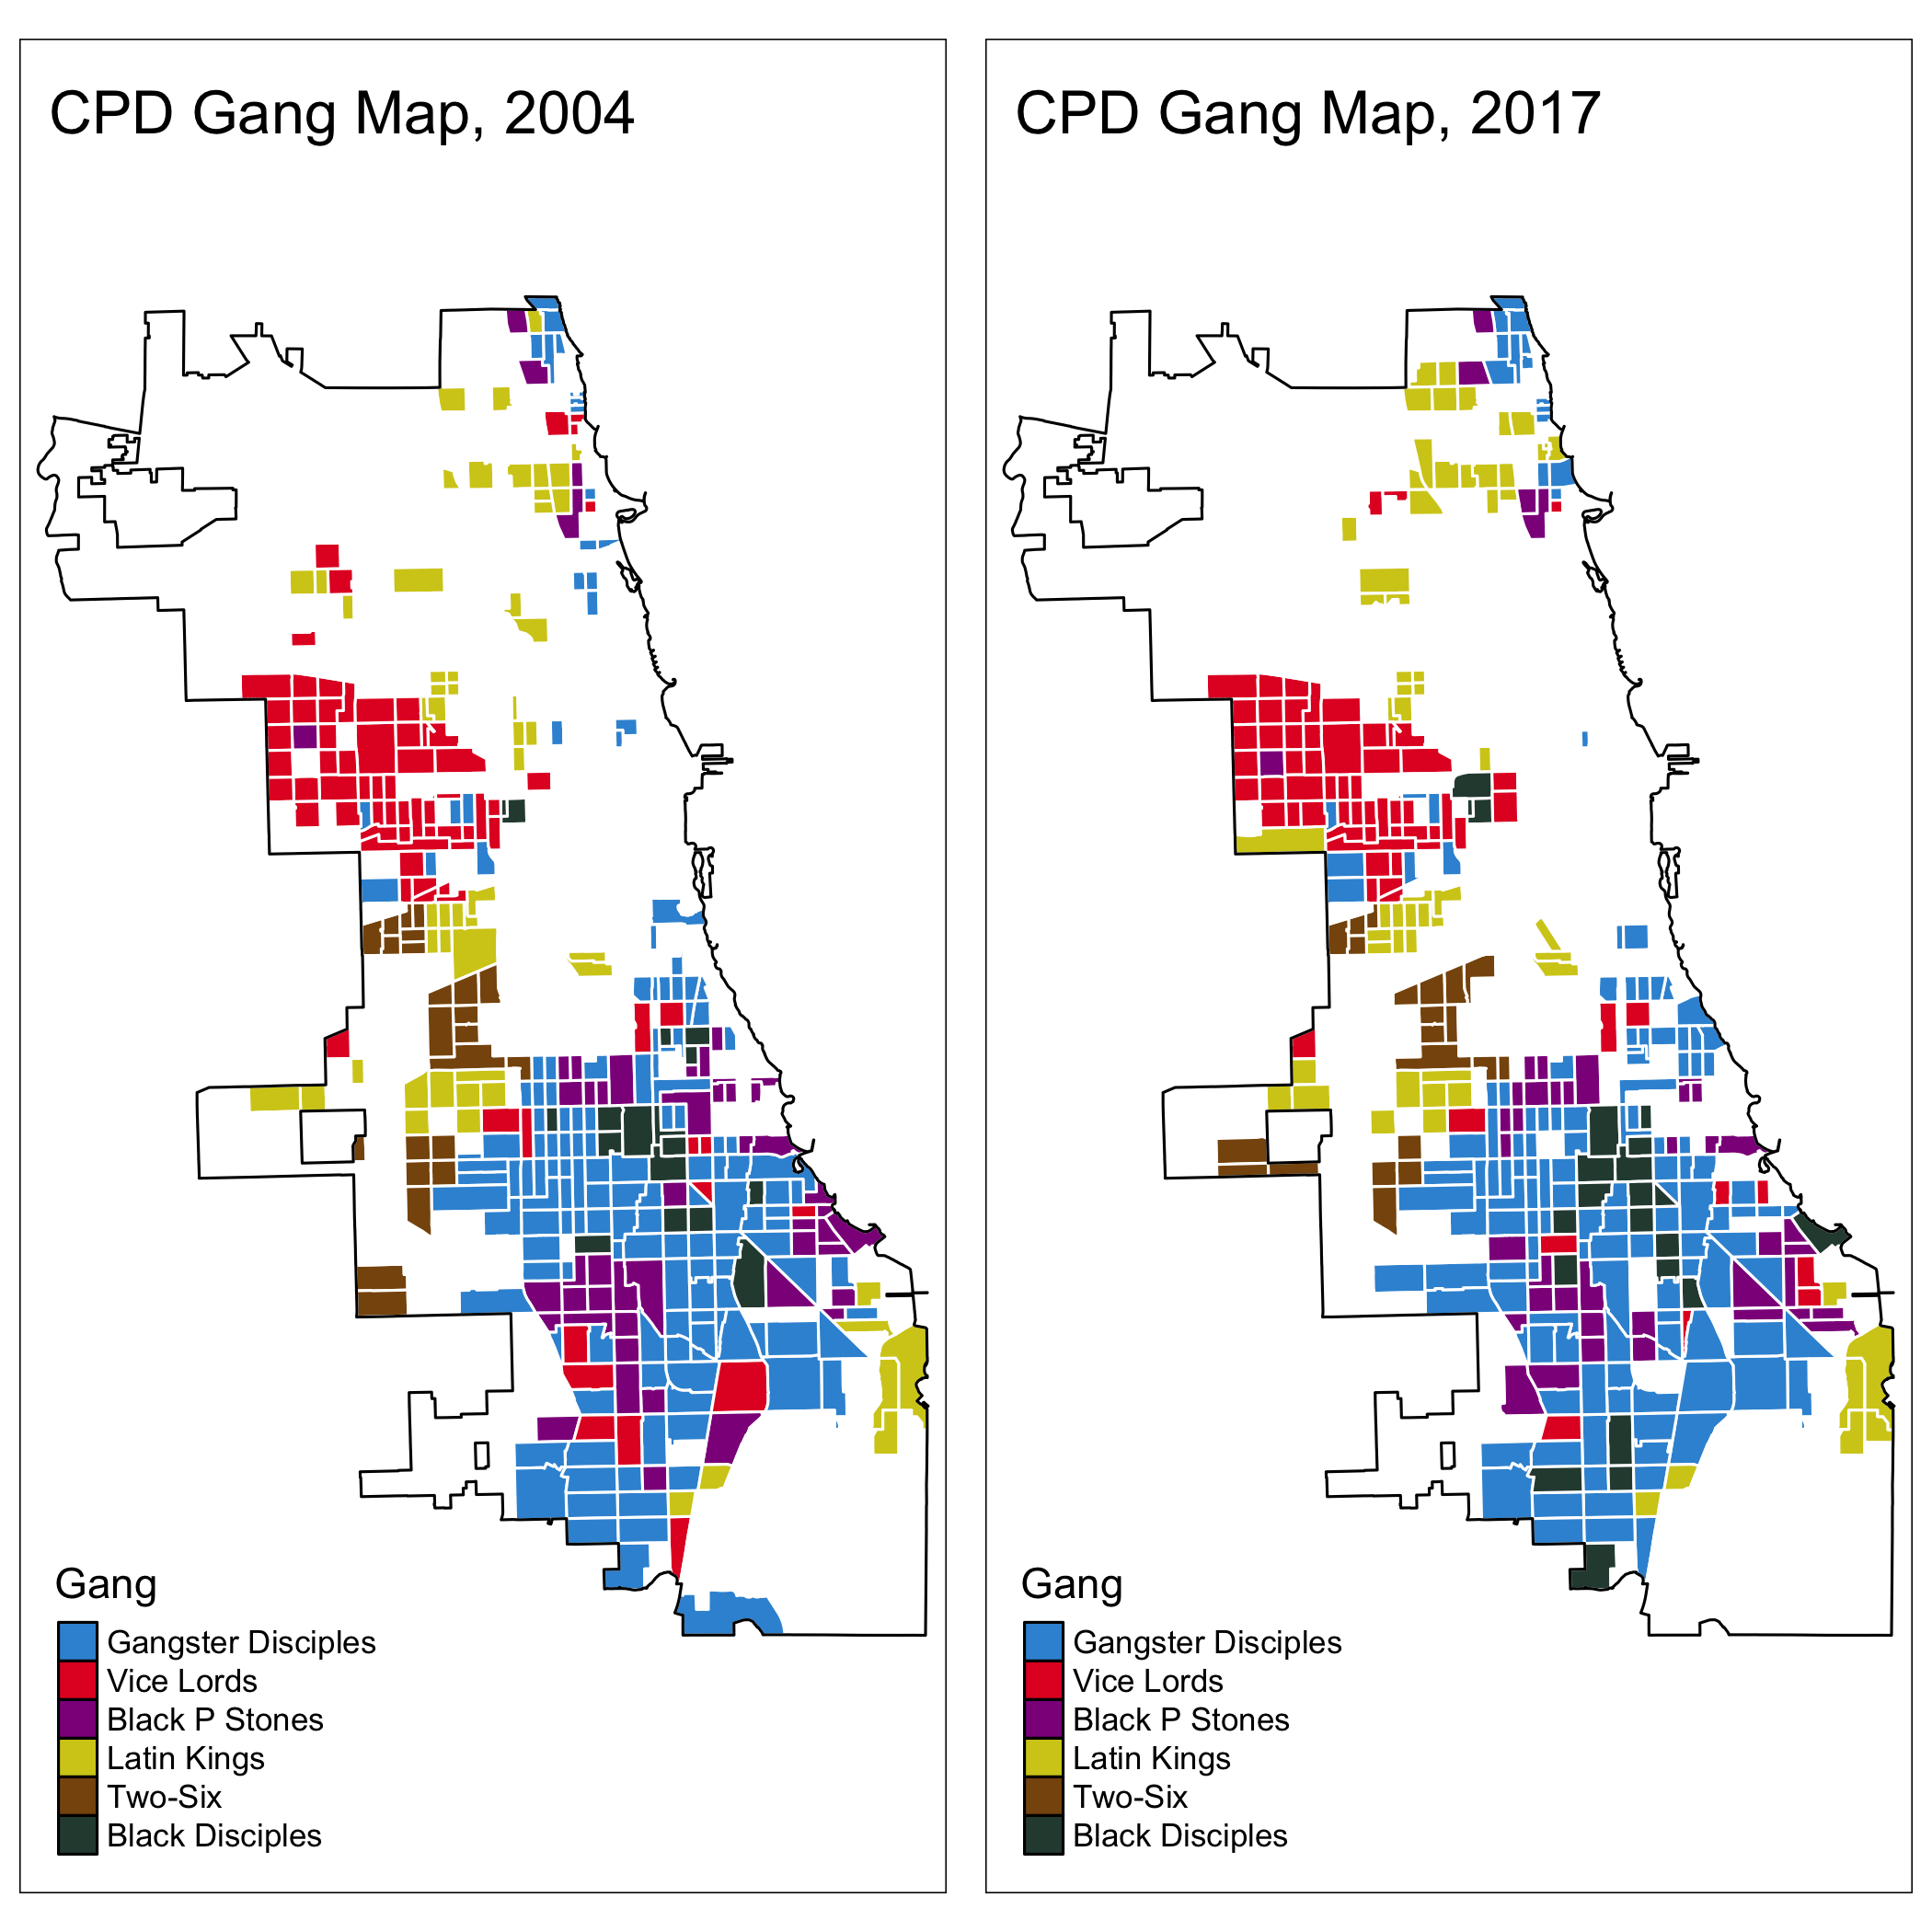 CPD Gang Map, 2004
Gang
Gangster Disciples
Vice Lords
Black P Stones
Latin Kings
Two-Six
Black Disciples
CPD Gang Map, 2017
Gang
Gangster Disciples
Vice Lords
Black P Stones
Latin Kings
Two-Six
Black Disciples